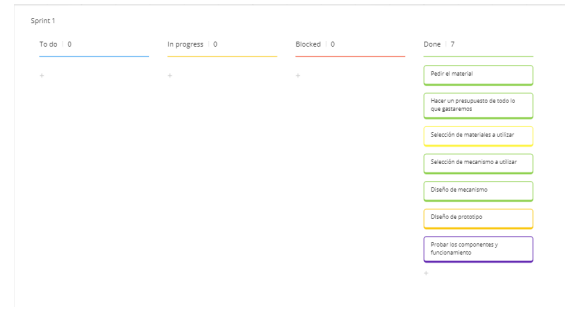 Sprint 1
To do | 0
In progress | 0
Blocked | 0
Done | 7
+
+
+
Pedir el material
Hacer un presupuesto de todo lo
que gastaremos
Selección de materiales a utilizar
Selección de mecanismo a utilizar
Diseño de mecanismo
Diseño de prototipo
Probar los componentes y
funcionamiento
+